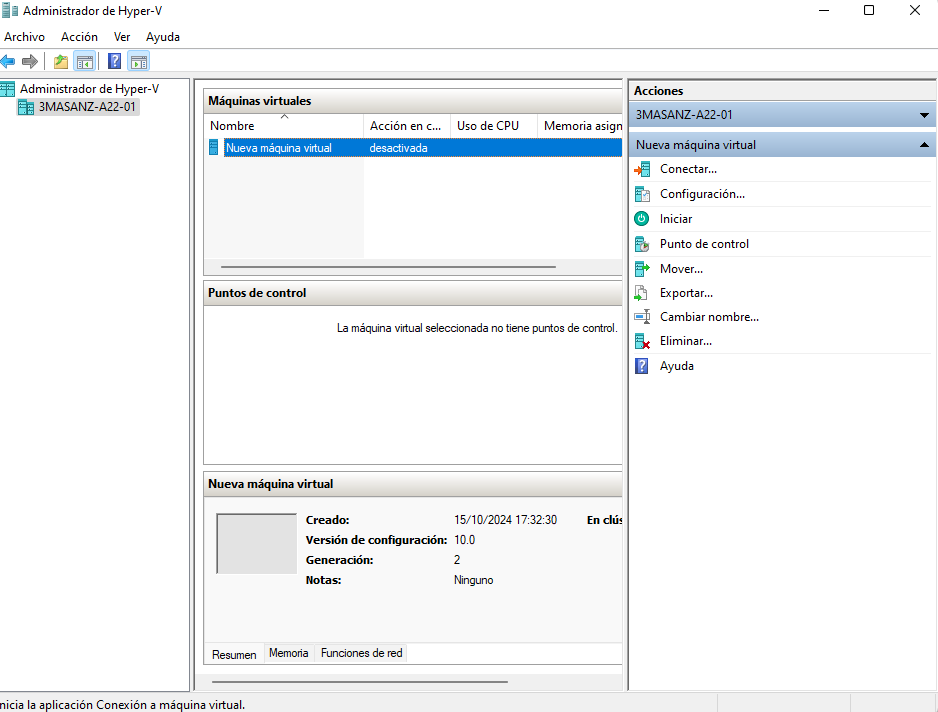 Administrador de Hyper-V
Archivo Acción Ver Ayuda
Administrador de Hyper-V
3MASANZ-A22-01
Máquinas virtuales
Nombre Acción en c... Uso de CPU Memoria asign
Nueva máquina virtual desactivada
Puntos de control
La máquina virtual seleccionada no tiene puntos de control.
Nueva máquina virtual
Creado: 15/10/2024 17:32:30 En clús
Versión de configuración: 10.0
Generación: 2
Notas: Ninguno
Resumen Memoria Funciones de red
Acciones
3MASANZ-A22-01
Nueva máquina virtual
Conectar...
Configuración...
Iniciar
Punto de control
Mover...
Exportar...
Cambiar nombre...
Eliminar...
Ayuda
nicia la aplicación Conexión a máquina virtual.